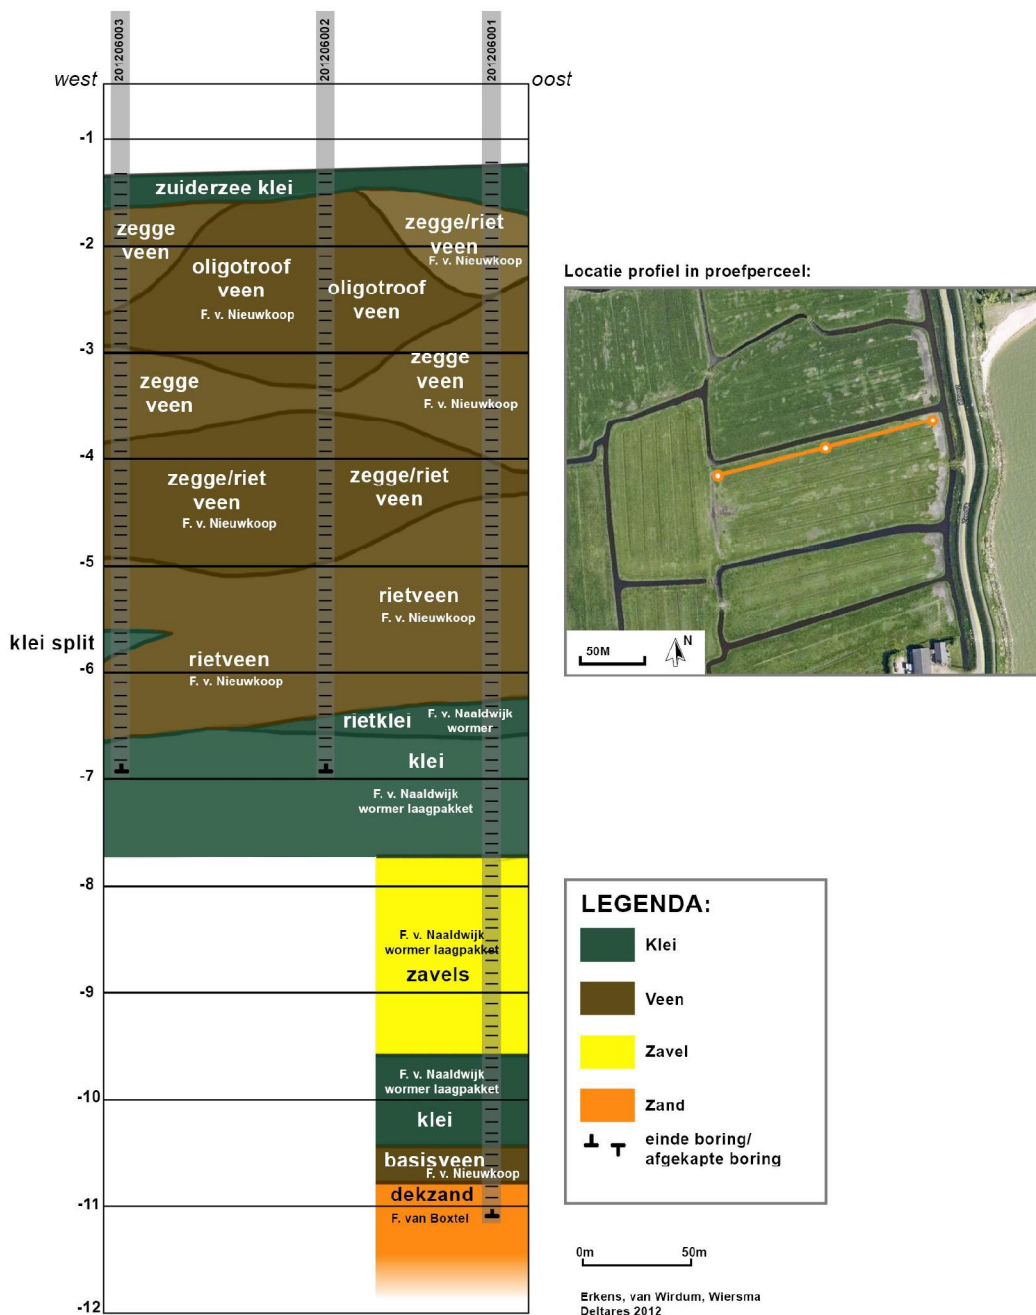 201206003
201206002
201206001
west
oost
-1
zuiderzee klei
zegge
veen
zegge/riet
veen
F. v. Nieuwkoop
-2
oligotroof
veen
F. v. Nieuwkoop
oligotroof
veen
-3
zegge
veen
F. v. Nieuwkoop
zegge
veen
-4
zegge/riet
veen
F. v. Nieuwkoop
zegge/riet
veen
-5
rietveen
F. v. Nieuwkoop
klei split
rietveen
F. v. Nieuwkoop
-6
rietklei
F. v. Naaldwijk
wormer
klei
-7
F. v. Naaldwijk
wormer laagpakket
-8
F. v. Naaldwijk
wormer laagpakket
zavels
-9
F. v. Naaldwijk
wormer laagpakket
-10
klei
basisveen
F. v. Nieuwkoop
dekzand
-11
F. van Boxtel
-12
Locatie profiel in proefperceel:
50M
N
LEGENDA:
Klei
Veen
Zavel
Zand
einde boring/
afgekapte boring
0m
50m
Erkens, van Wirdum, Wiersma
Deltares 2012